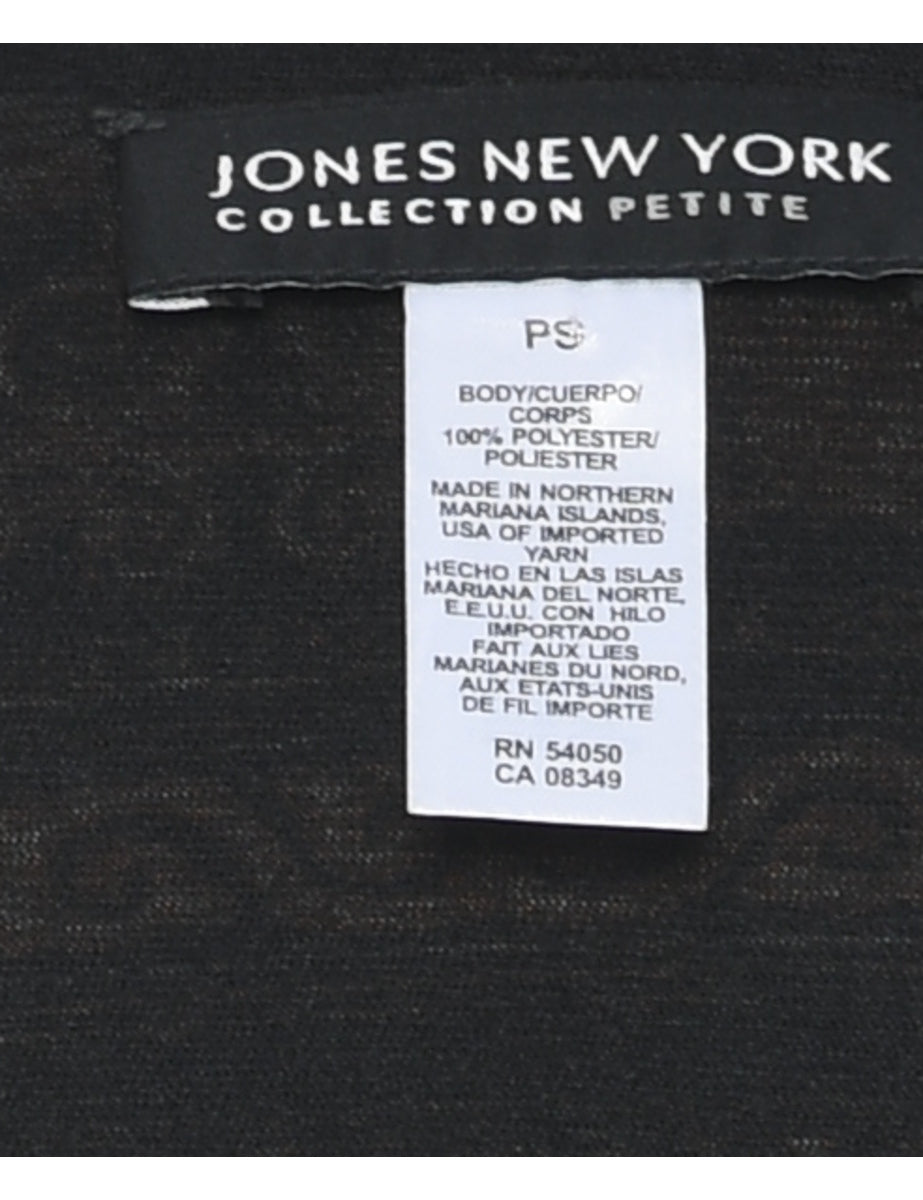 JONES NEW YORK
COLLECTION PETITE
PS
BODY/CUERPO/
CORPS
100% POLYESTER/
POLIESTER
MADE IN NORTHERN
MARIANA ISLANDS,
USA OF IMPORTED
YARN
HECHO EN LAS ISLAS
MARIANA DEL NORTE,
E.E.U.U. CON HILO
IMPORTADO
FAIT AUX LIES
MARIANES DU NORD,
AUX ETATS-UNIS
DE FIL IMPORTE
RN 54050
CA 08349